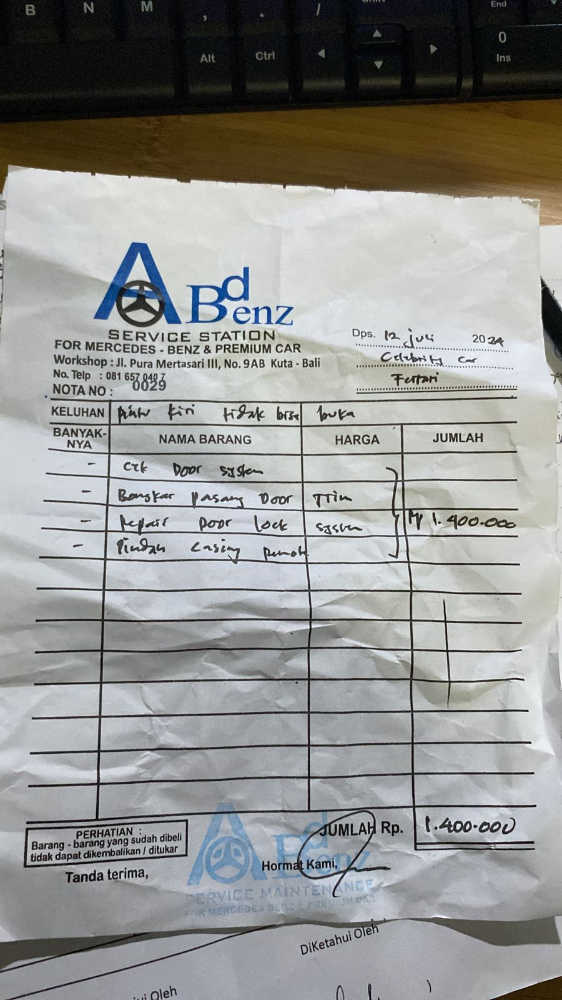 B N M , . / End
Alt Ctrl 0 Ins
A Bd Benz
SERVICE STATION
FOR MERCEDES - BENZ & PREMIUM CAR
Workshop : Jl. Pura Mertasari III, No. 9AB Kuta - Bali
No. Telp : 081 657 040 7
NOTA NO : 0029
Dps. 12 juli 2024
Celebrity Car
Ferrari
KELUHAN pintu kiri tidak bisa buka
BANYAK-NYA NAMA BARANG HARGA JUMLAH
- cek Door system
- Bongkar pasang Door Trim
- Repair Door lock system Rp 1.400.000
- Pindah casing remot
JUMLAH Rp. 1.400.000
PERHATIAN :
Barang - barang yang sudah dibeli
tidak dapat dikembalikan / ditukar
Tanda terima,
Hormat Kami,
A Bd Benz
SERVICE MAINTENANCE
FOR MERCEDES BENZ & PREMIUM CAR
DiKetahui Oleh
Oleh